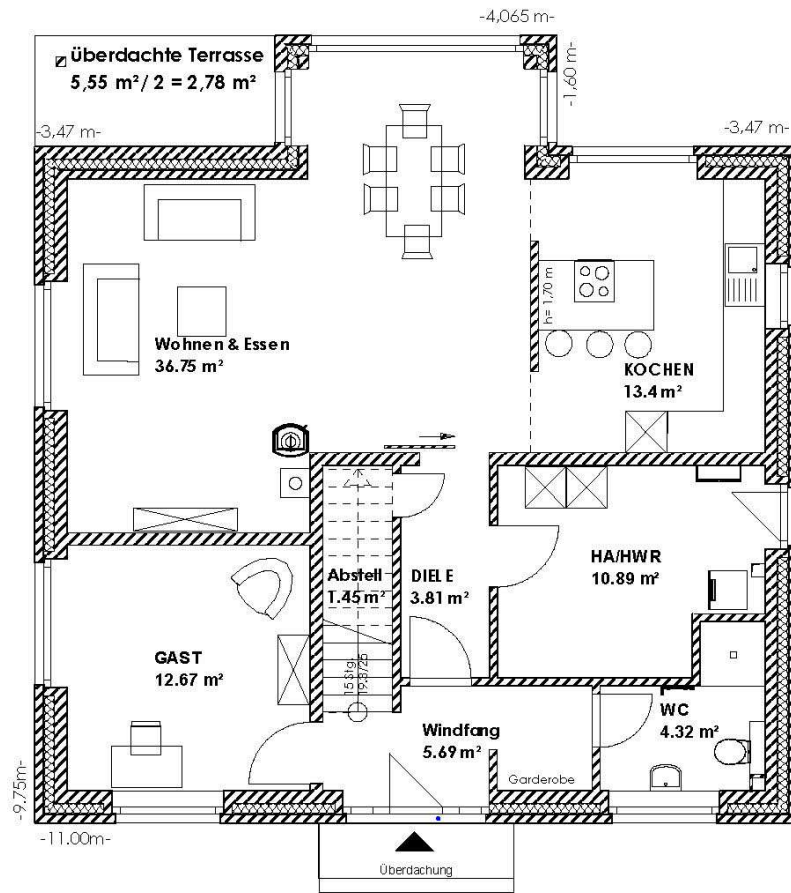 -4,065 m-
überdachte Terrasse
5,55 m²/ 2 = 2,78 m²
-1,60 m-
-3,47 m-
-3,47 m-
h= 1,70 m
Wohnen & Essen
36.75 m²
KOCHEN
13.4 m²
Abstell
1.45 m²
DIELE
3.81 m²
HA/HWR
10.89 m²
GAST
12.67 m²
15 Stg.
19.3/25
Windfang
5.69 m²
WC
4.32 m²
Garderobe
-9.75m-
-11.00m-
Überdachung